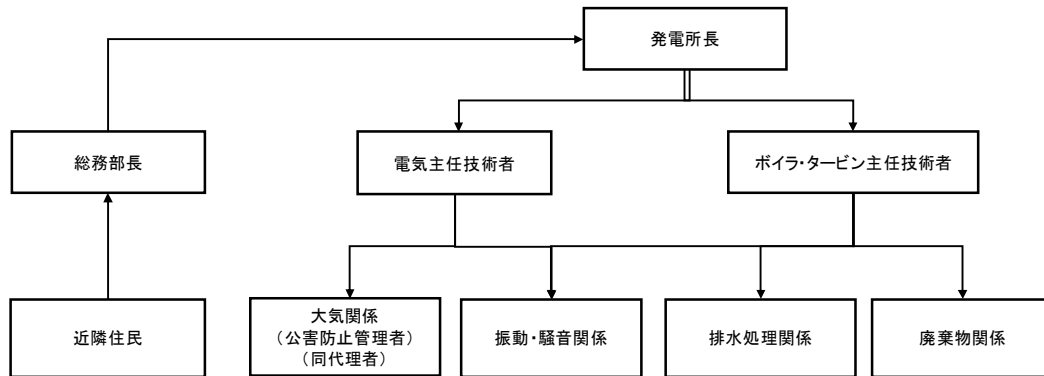 発電所長
総務部長
電気主任技術者
ボイラ・タービン主任技術者
近隣住民
大気関係
（公害防止管理者）
（同代理者）
振動・騒音関係
排水処理関係
廃棄物関係